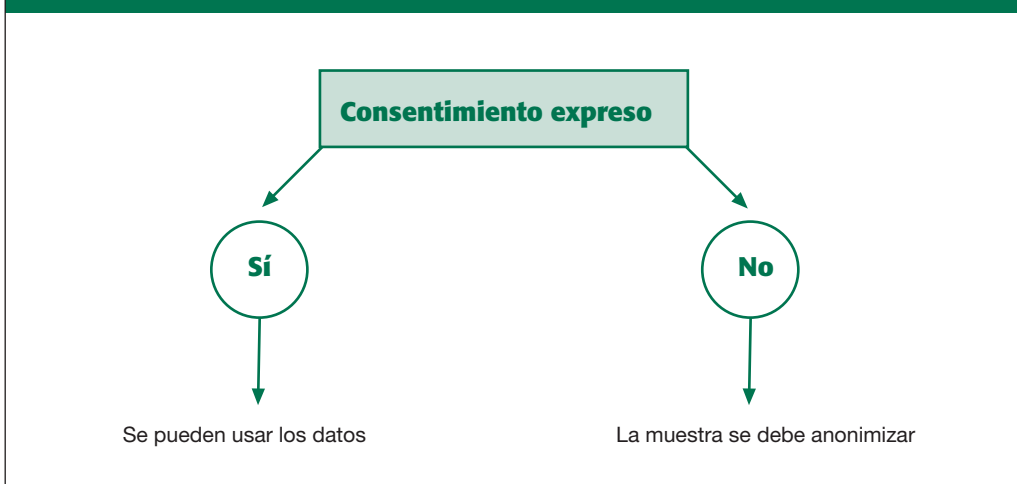 Consentimiento expreso
Sí
No
Se pueden usar los datos
La muestra se debe anonimizar